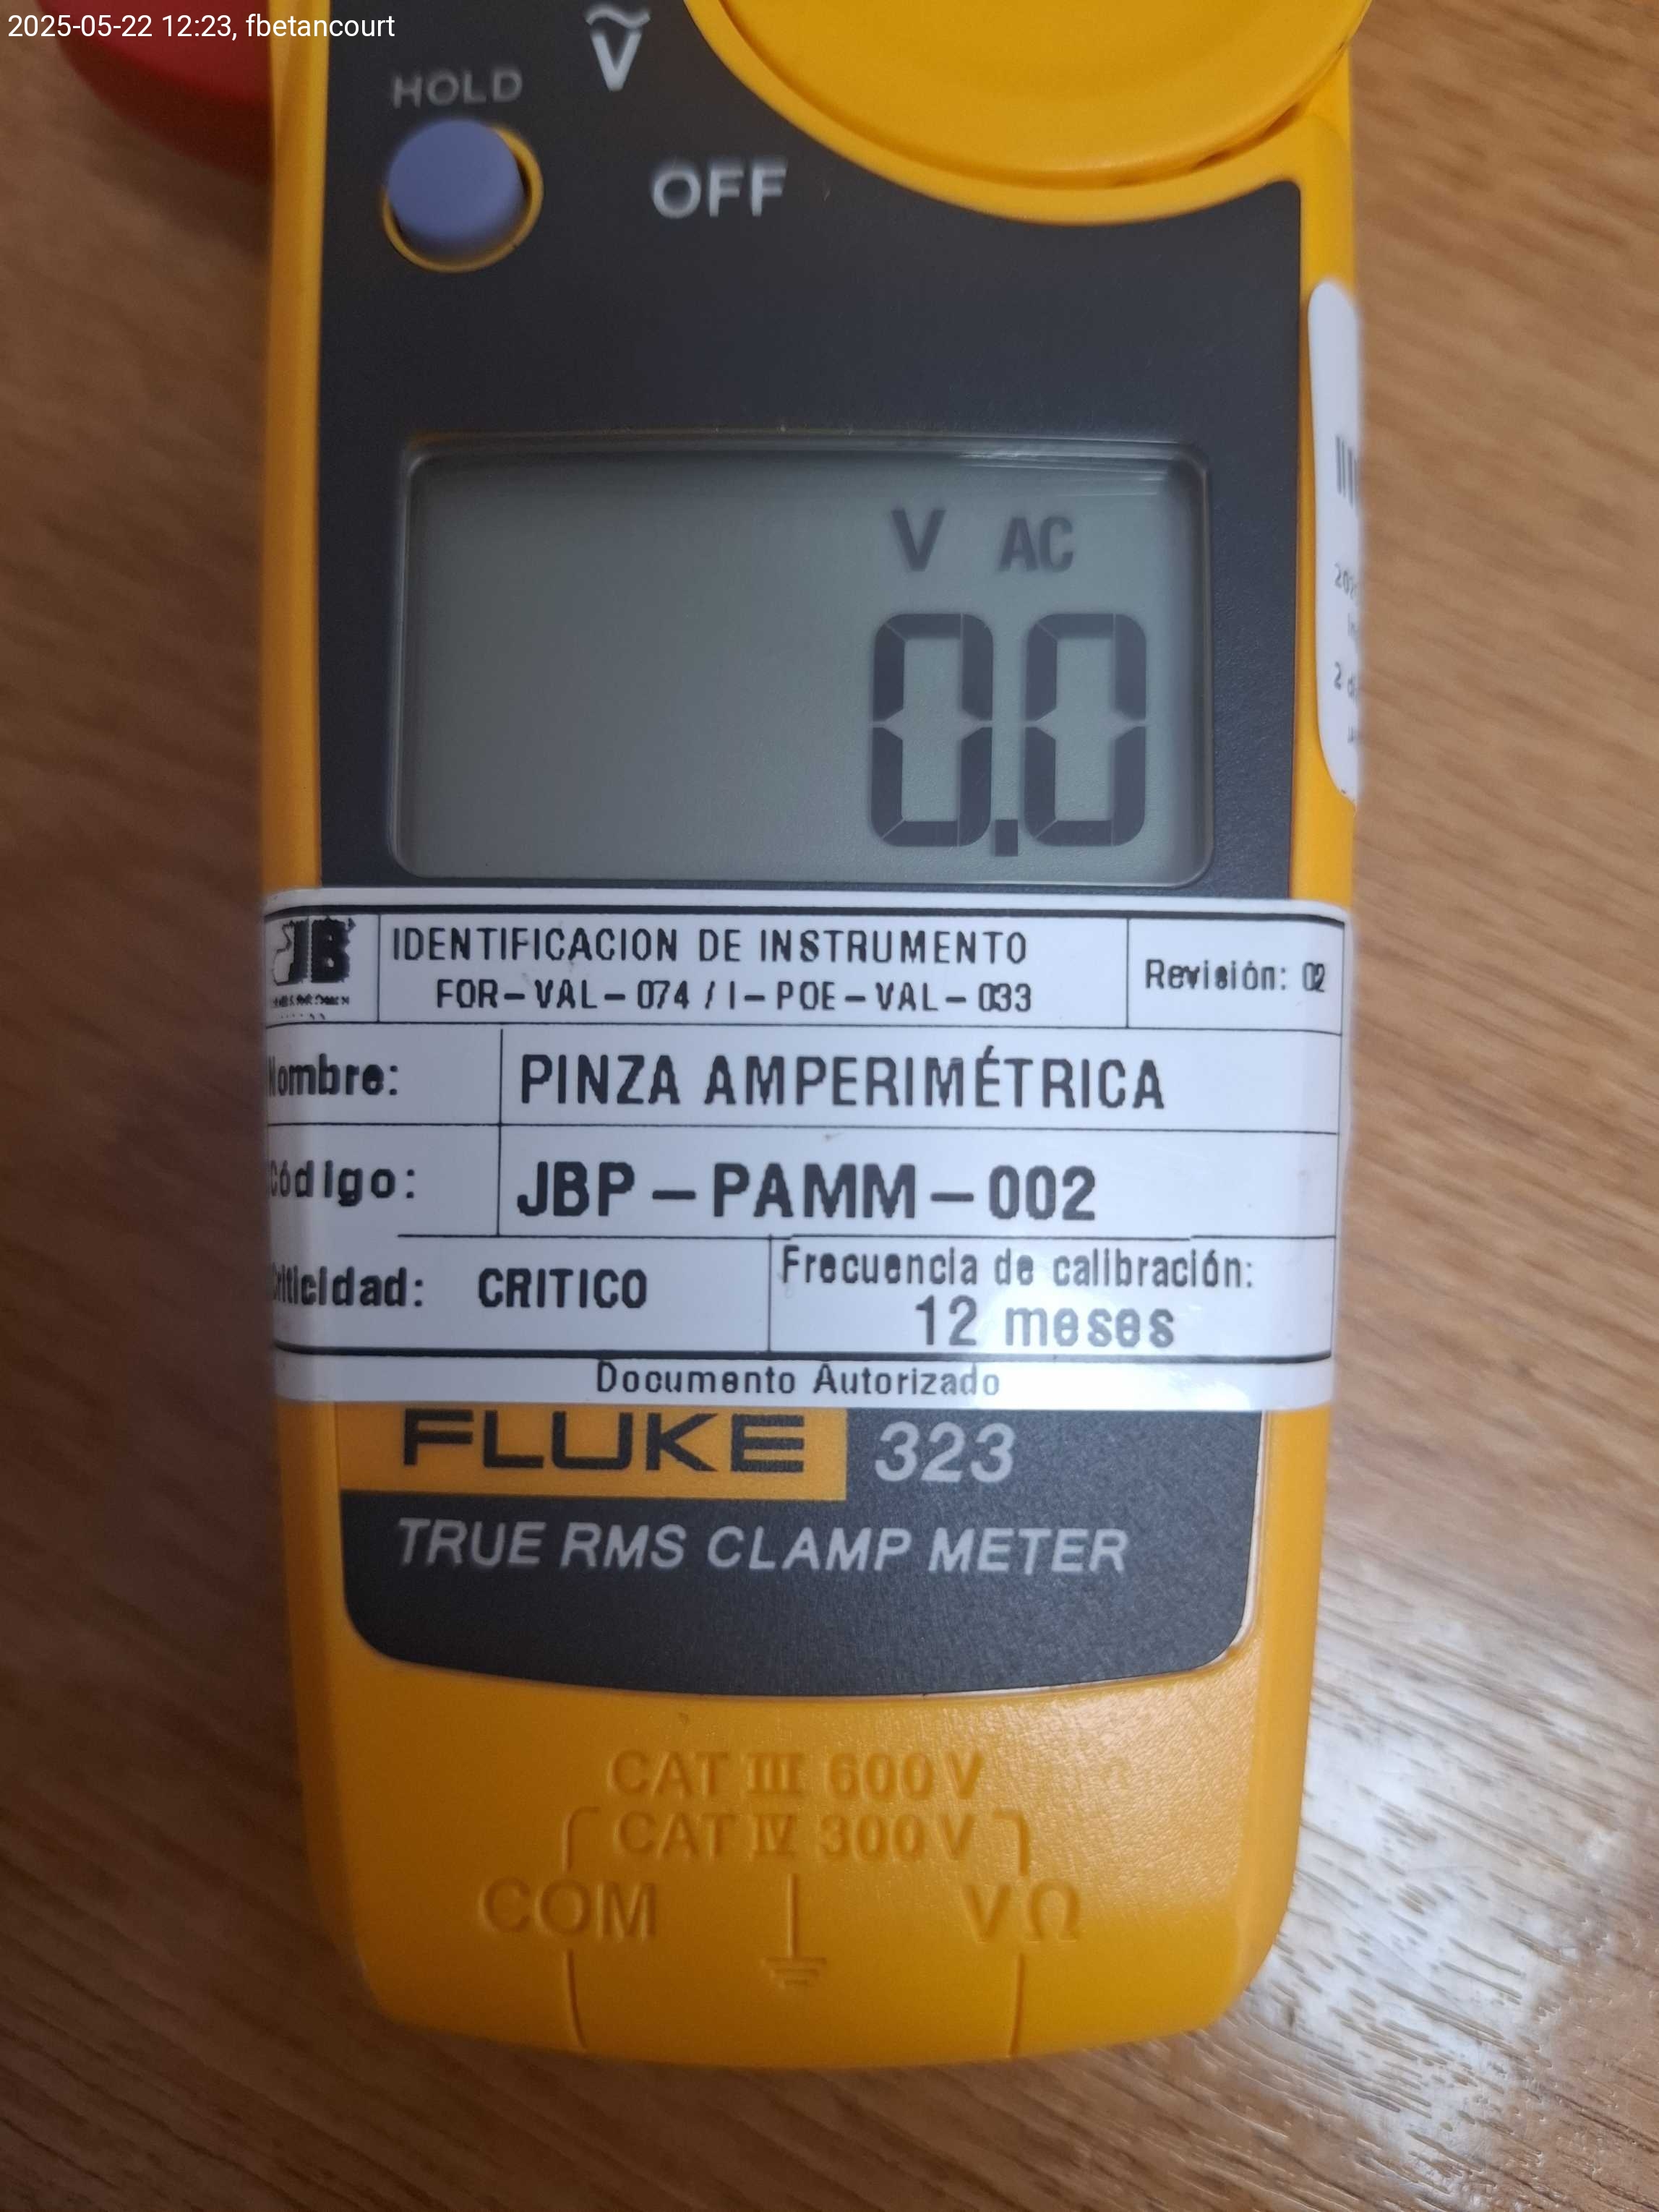 2025-05-22 12:23, fbetancourt
V
HOLD
OFF
V AC
0.0
JB
IDENTIFICACION DE INSTRUMENTO
FOR-VAL-074 / I-POE-VAL-033
Revisión: 02
Nombre:
PINZA AMPERIMÉTRICA
Código:
JBP-PAMM-002
Criticidad: CRITICO
Frecuencia de calibración:
12 meses
Documento Autorizado
FLUKE 323
TRUE RMS CLAMP METER
CAT III 600 V
CAT IV 300 V
COM
V Ω